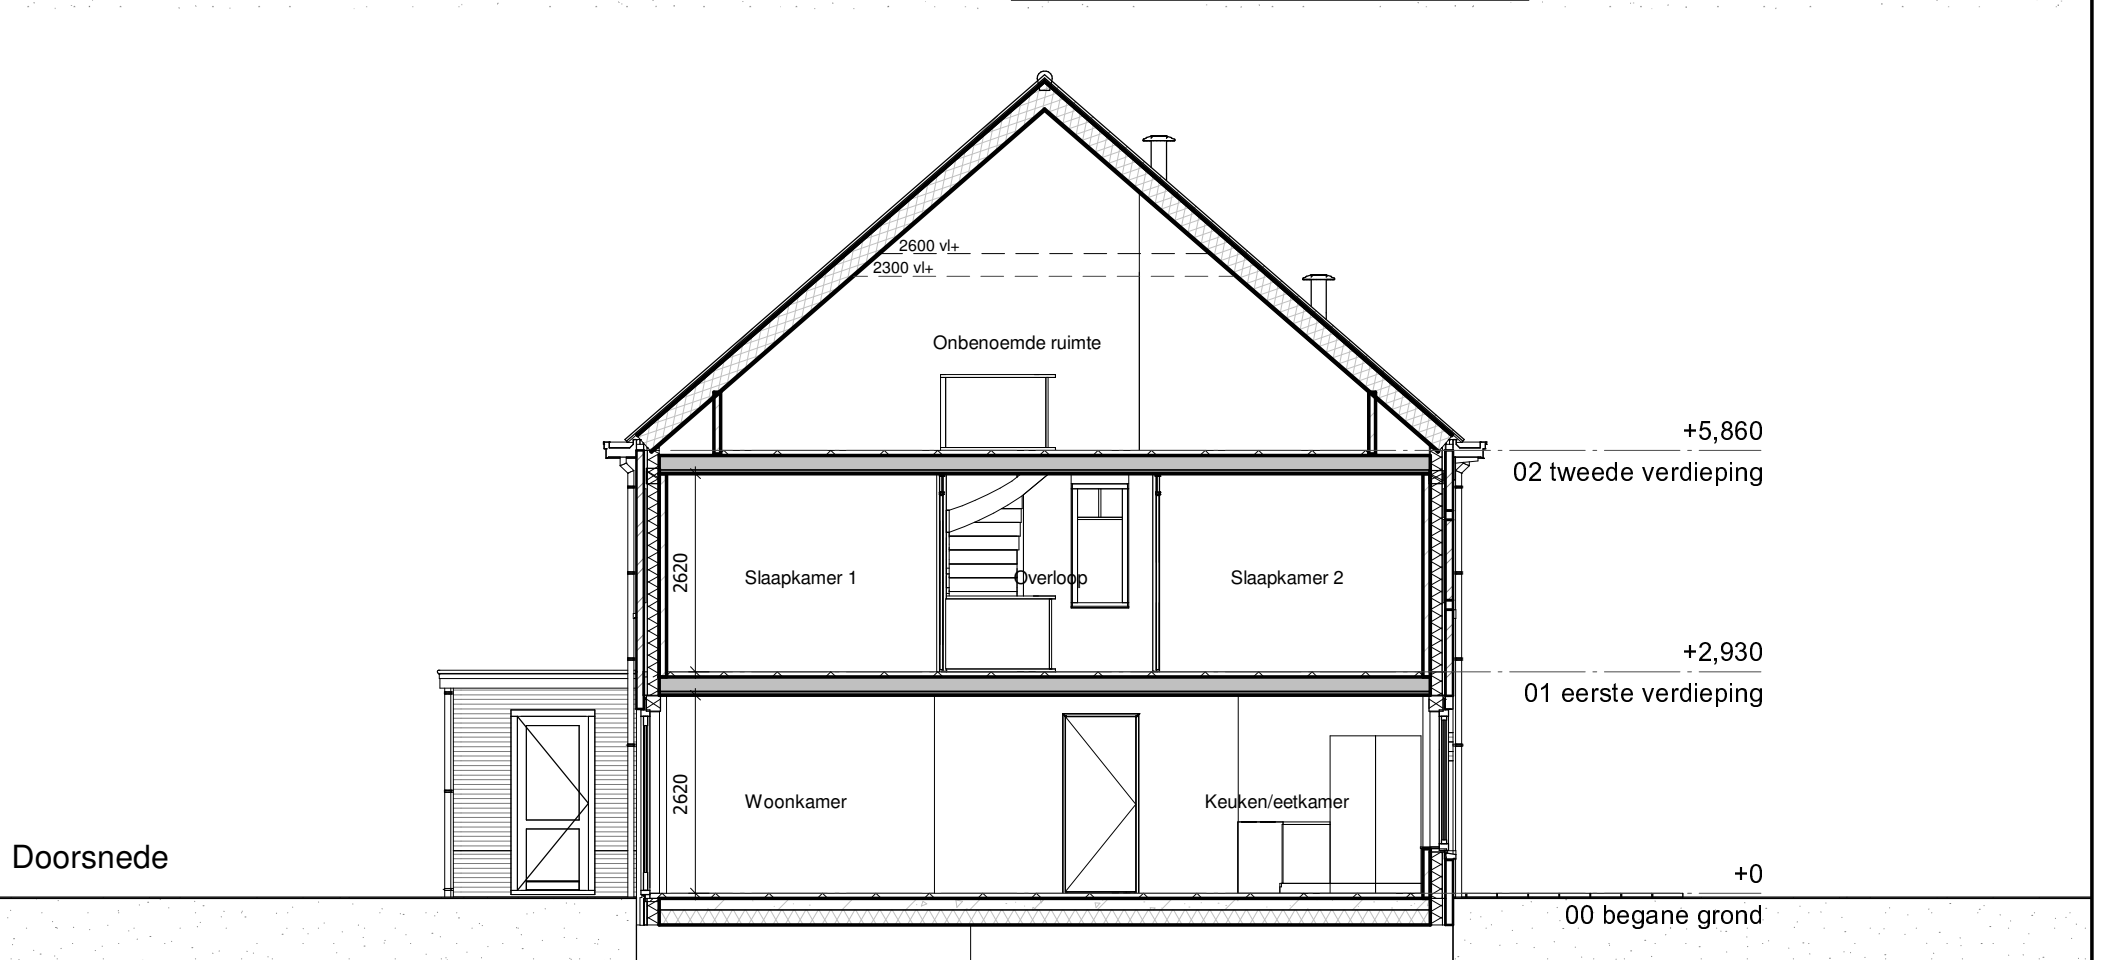 2600 vl+
2300 vl+
Onbenoemde ruimte
+5,860
02 tweede verdieping
2620
Slaapkamer 1
Overloop
Slaapkamer 2
+2,930
01 eerste verdieping
2620
Woonkamer
Keuken/eetkamer
Doorsnede
+0
00 begane grond